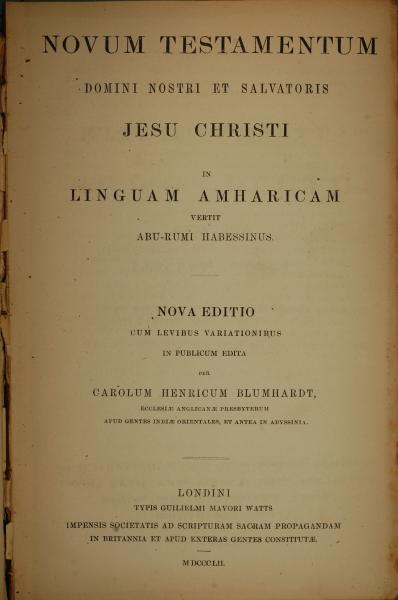 NOVUM TESTAMENTUM
DOMINI NOSTRI ET SALVATORIS
JESU CHRISTI
IN
LINGUAM AMHARICAM
VERTIT
ABU-RUMI HABESSINUS.
NOVA EDITIO
CUM LEVIBUS VARIATIONIBUS
IN PUBLICUM EDITA
PER
CAROLUM HENRICUM BLUMHARDT,
ECCLESIÆ ANGLICANÆ PRESBYTERUM
APUD GENTES INDIÆ ORIENTALES, ET ANTEA IN ABYSSINIA.
LONDINI
TYPIS GUILIELMI MAVORI WATTS
IMPENSIS SOCIETATIS AD SCRIPTURAM SACRAM PROPAGANDAM
IN BRITANNIA ET APUD EXTERAS GENTES CONSTITUTÆ.
MDCCCLII.